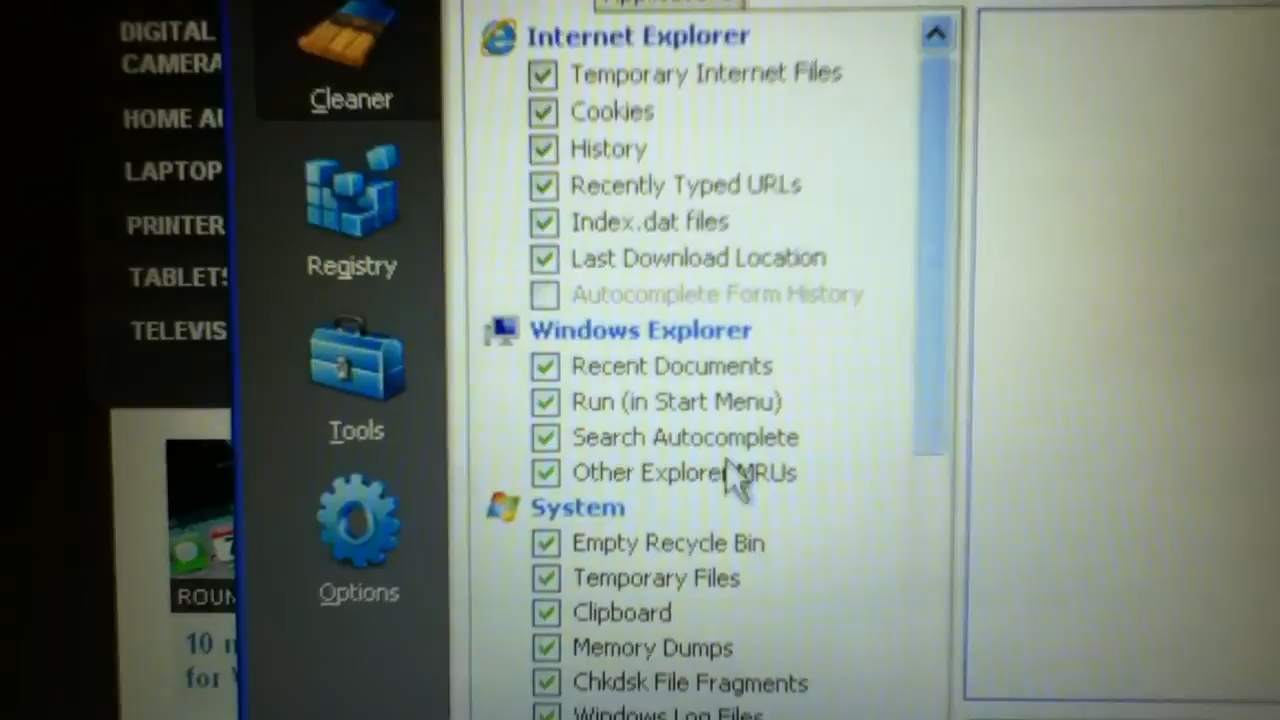 DIGITAL
CAMERA
HOME AU
LAPTOP
PRINTER
TABLETS
TELEVIS
ROUN
10
for
Cleaner
Registry
Tools
Options
Internet Explorer
Temporary Internet Files
Cookies
History
Recently Typed URLs
Index.dat files
Last Download Location
Autocomplete Form History
Windows Explorer
Recent Documents
Run (in Start Menu)
Search Autocomplete
Other Explorer MRUs
System
Empty Recycle Bin
Temporary Files
Clipboard
Memory Dumps
Chkdsk File Fragments
Windows Log Files